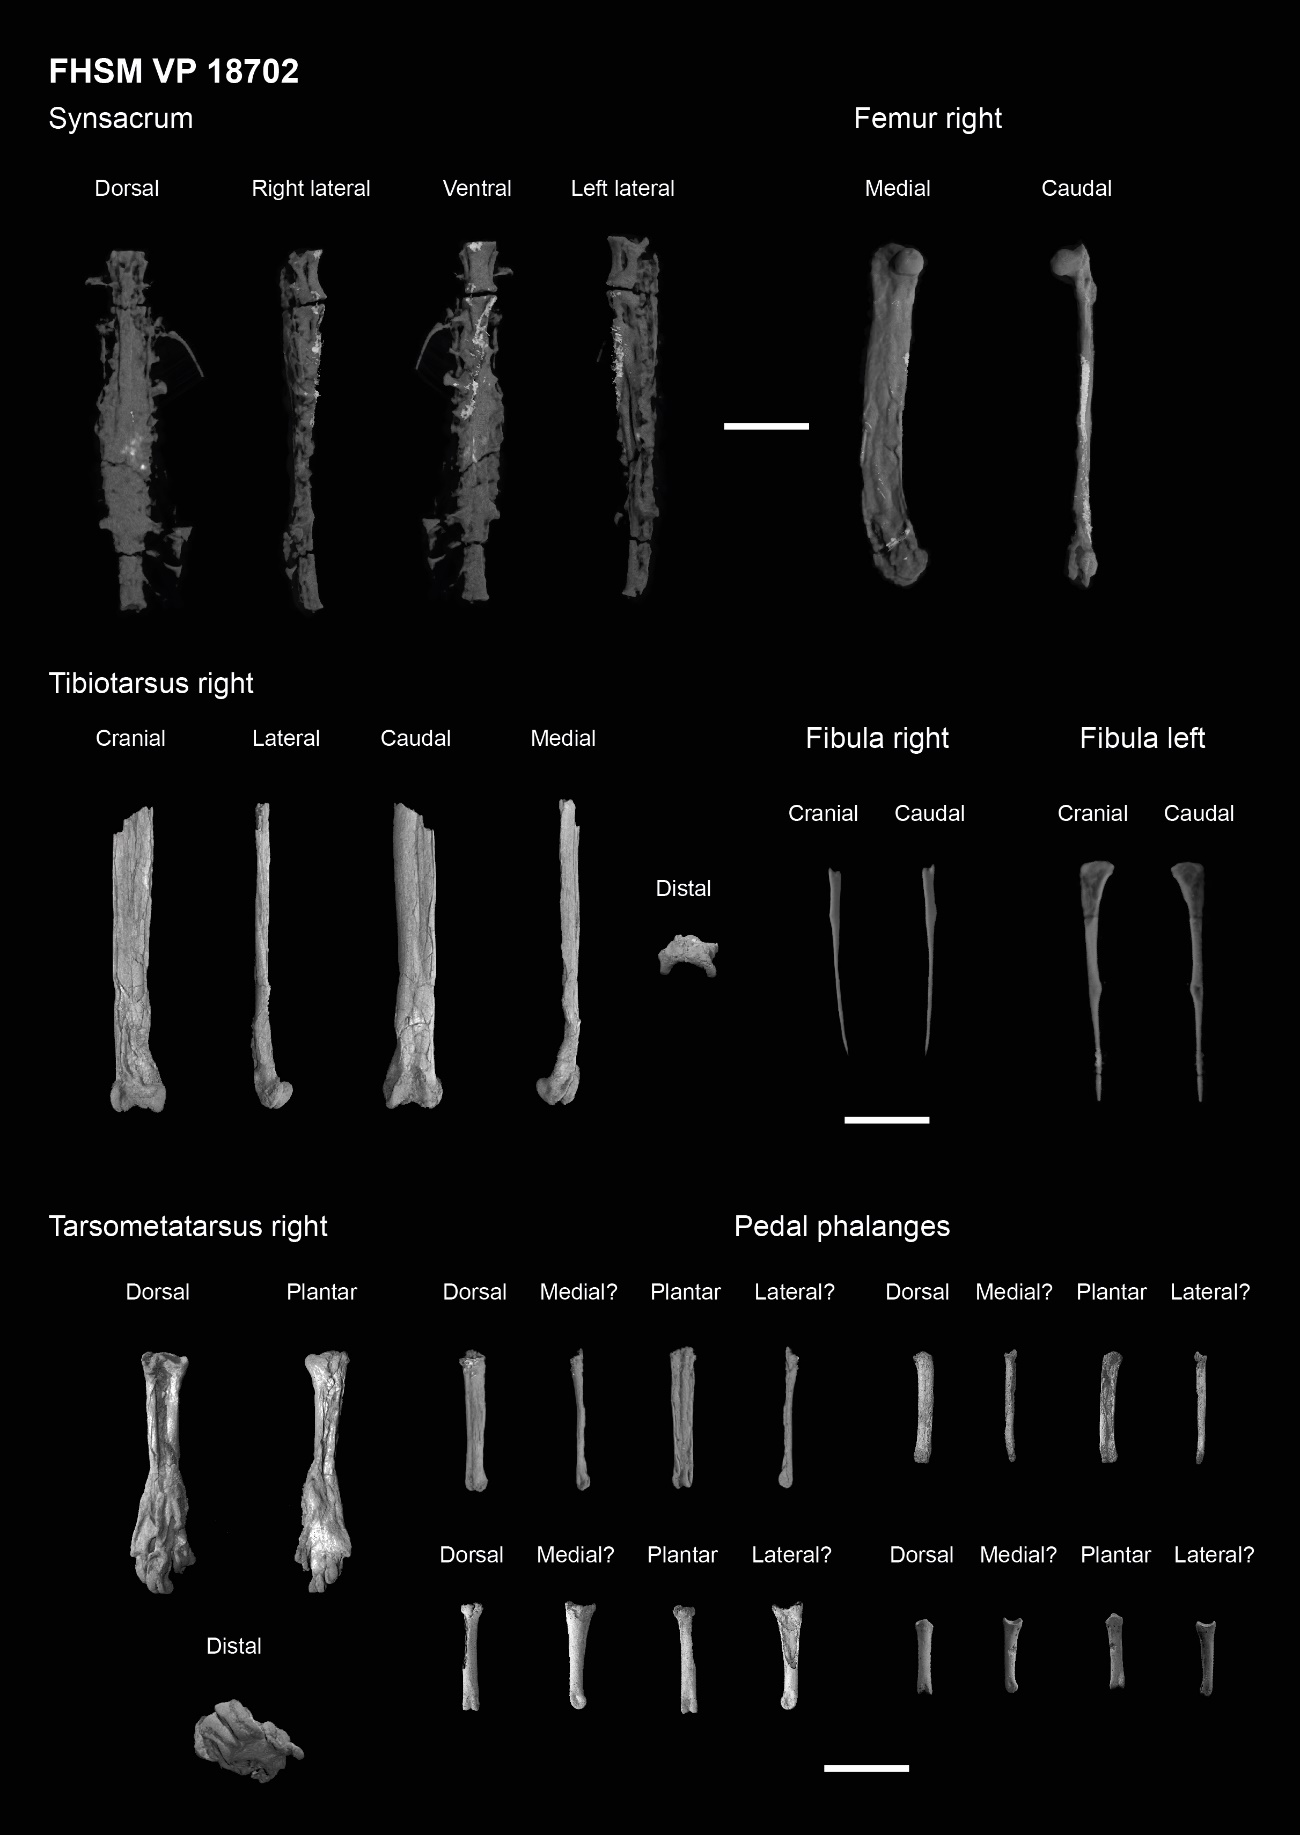 FHSM VP 18702
Synsacrum
Femur right
Dorsal
Right lateral
Ventral
Left lateral
Medial
Caudal
Tibiotarsus right
Cranial
Lateral
Caudal
Medial
Fibula right
Fibula left
Cranial
Caudal
Cranial
Caudal
Distal
Tarsometatarsus right
Pedal phalanges
Dorsal
Plantar
Dorsal
Medial?
Plantar
Lateral?
Dorsal
Medial?
Plantar
Lateral?
Dorsal
Medial?
Plantar
Lateral?
Dorsal
Medial?
Plantar
Lateral?
Distal